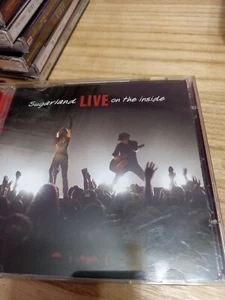 Sugarland LIVE on the inside